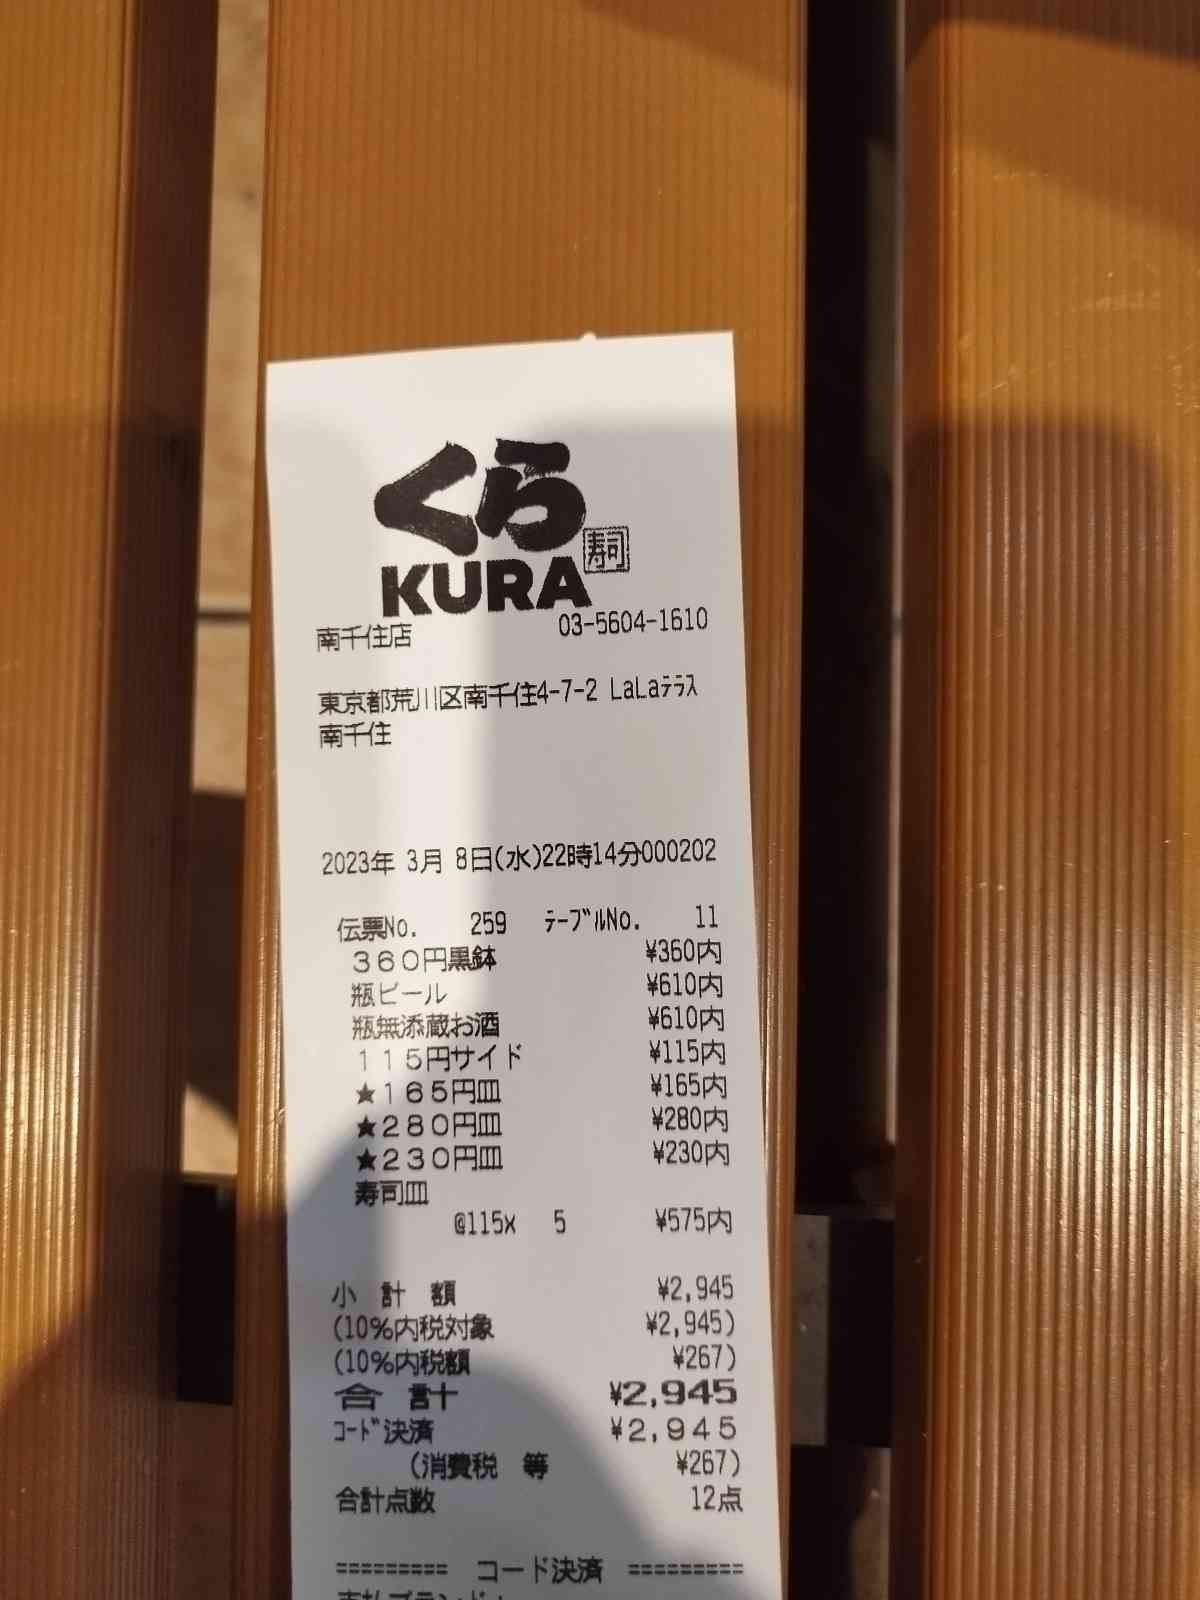 くら
寿司
KURA
南千住店 03-5604-1610
東京都荒川区南千住4-7-2 LaLaテラス
南千住
2023年 3月 8日(水)22時14分000202
伝票No. 259 テーブルNo. 11
３６０円黒鉢 ¥360内
瓶ビール ¥610内
瓶無添蔵お酒 ¥610内
１１５円サイド ¥115内
★１６５円皿 ¥165内
★２８０円皿 ¥280内
★２３０円皿 ¥230内
寿司皿
@115× 5 ¥575内
小 計 額 ¥2,945
(10%内税対象 ¥2,945)
(10%内税額 ¥267)
合 計 ¥2,945
コード決済 ¥2,945
(消費税 等 ¥267)
合計点数 12点
========= コード決済 =========